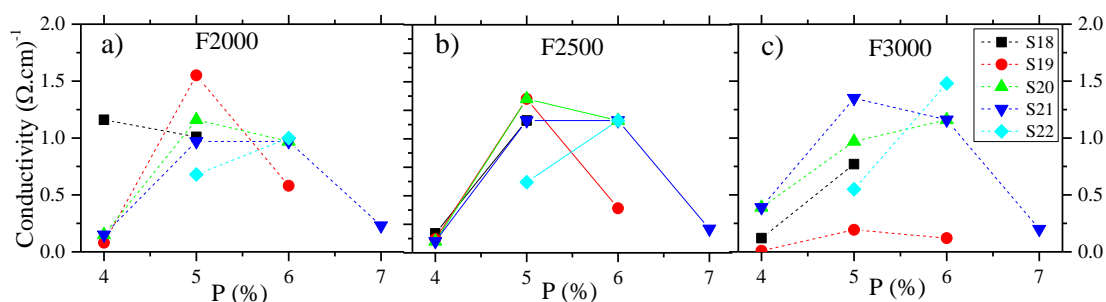 a) F2000
b) F2500
c) F3000
S18
S19
S20
S21
S22
Conductivity (Ω.cm)⁻¹
2.0
1.5
1.0
0.5
0.0
2.0
1.5
1.0
0.5
0.0
4 5 6 7
4 5 6 7
4 5 6 7
P (%)
P (%)
P (%)